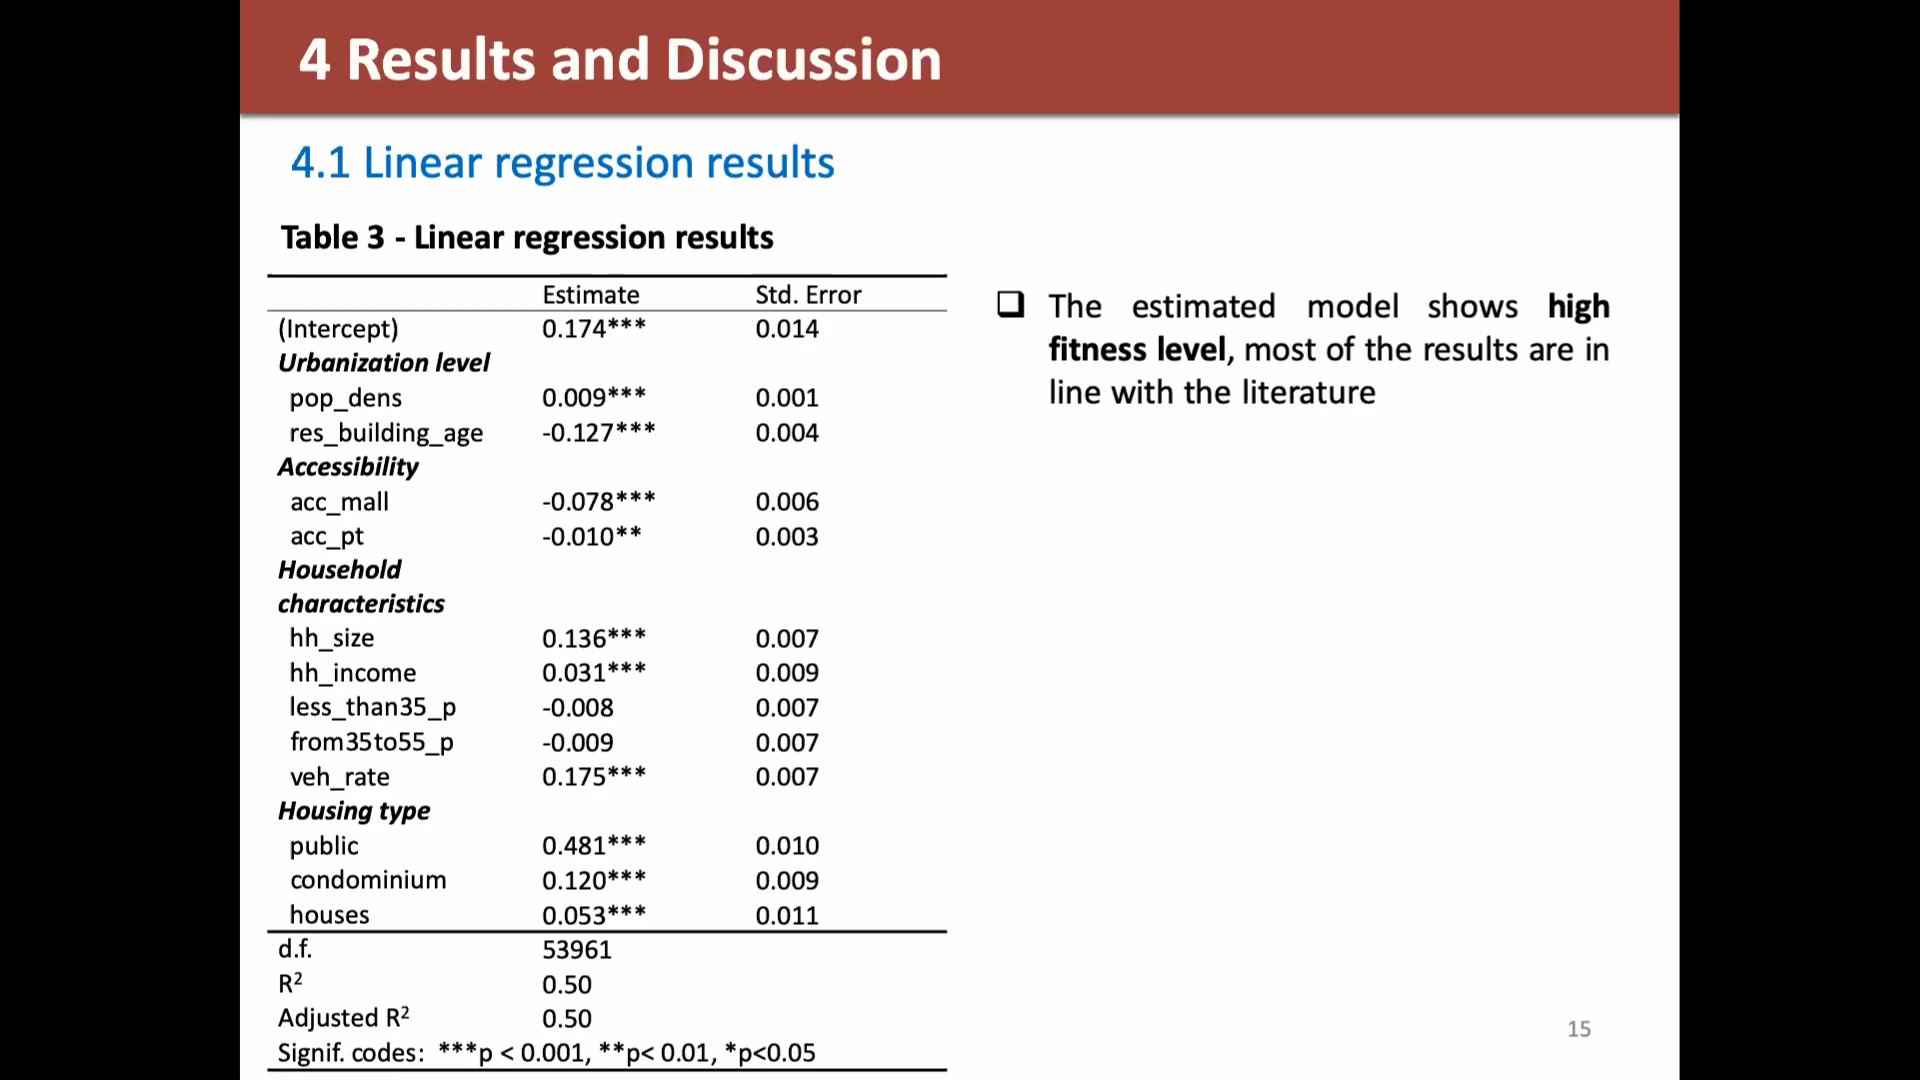 4 Results and Discussion
4.1 Linear regression results
Table 3 - Linear regression results
Estimate Std. Error
(Intercept) 0.174*** 0.014
Urbanization level
pop_dens 0.009*** 0.001
res_building_age -0.127*** 0.004
Accessibility
acc_mall -0.078*** 0.006
acc_pt -0.010** 0.003
Household
characteristics
hh_size 0.136*** 0.007
hh_income 0.031*** 0.009
less_than35_p -0.008 0.007
from35to55_p -0.009 0.007
veh_rate 0.175*** 0.007
Housing type
public 0.481*** 0.010
condominium 0.120*** 0.009
houses 0.053*** 0.011
d.f. 53961
R² 0.50
Adjusted R² 0.50
Signif. codes: ***p < 0.001, **p< 0.01, *p<0.05
The estimated model shows high
fitness level, most of the results are in
line with the literature
15